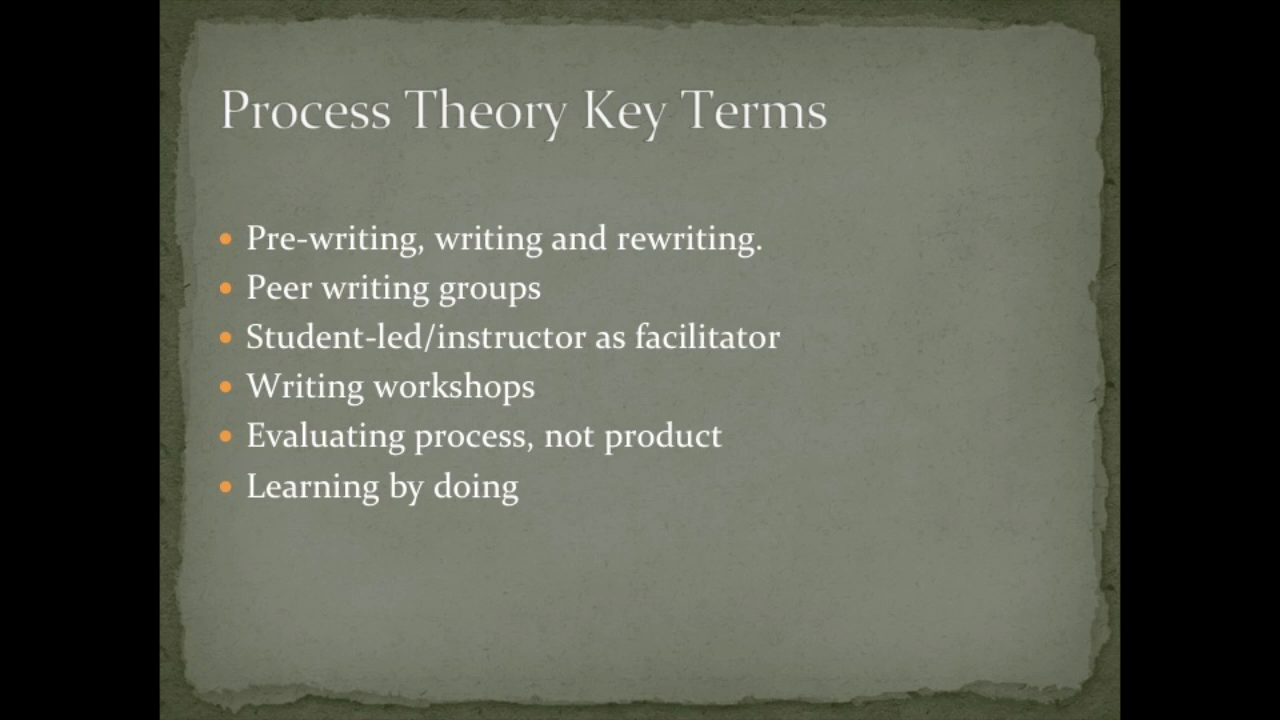 Process Theory Key Terms
• Pre-writing, writing and rewriting.
• Peer writing groups
• Student-led/instructor as facilitator
• Writing workshops
• Evaluating process, not product
• Learning by doing